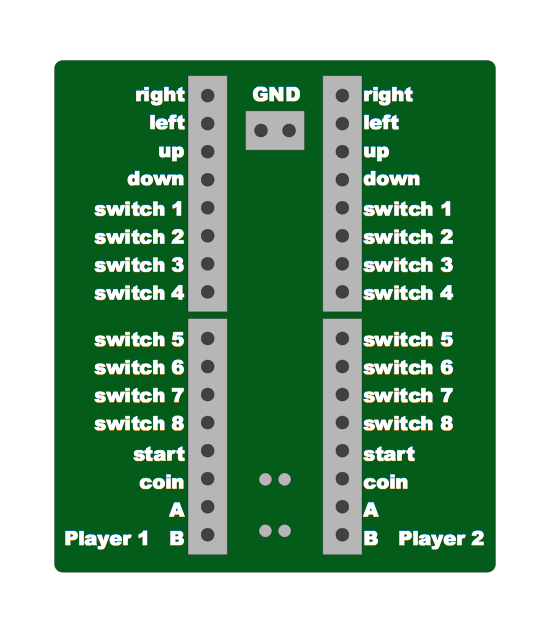 right GND right
left left
up up
down down
switch 1 switch 1
switch 2 switch 2
switch 3 switch 3
switch 4 switch 4
switch 5 switch 5
switch 6 switch 6
switch 7 switch 7
switch 8 switch 8
start start
coin coin
A A
Player 1 B B Player 2